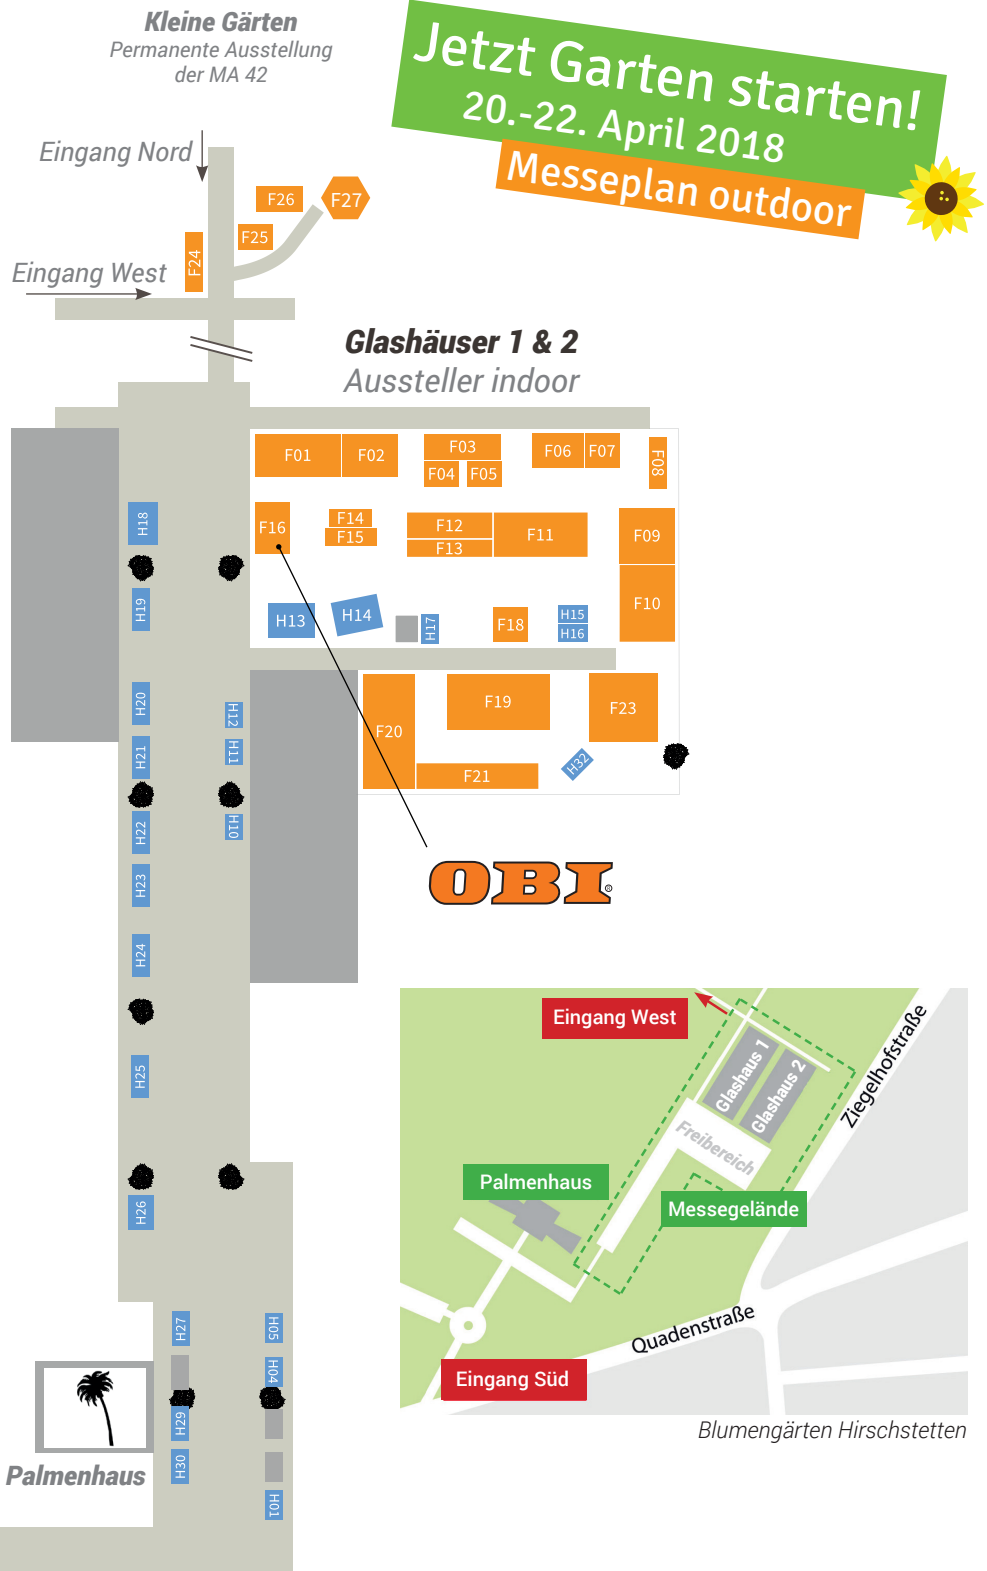 Kleine Gärten
Permanente Ausstellung
der MA 42
Jetzt Garten starten!
20.-22. April 2018
Messeplan outdoor
Eingang Nord
F26
F27
F25
F24
Eingang West
Glashäuser 1 & 2
Aussteller indoor
F01
F02
F03
F04
F05
F06
F07
F08
H18
F16
F14
F15
F12
F13
F11
F09
H19
H13
H14
H17
F18
H15
H16
F10
H20
H12
F20
F19
F23
H21
H11
F21
H32
H22
H10
H23
OBI®
H24
H25
H26
Eingang West
Glashaus 1
Glashaus 2
Ziegelhofstraße
Freibereich
Palmenhaus
Messegelände
Quadenstraße
Eingang Süd
Blumengärten Hirschstetten
H27
H05
H04
H29
H30
H01
Palmenhaus